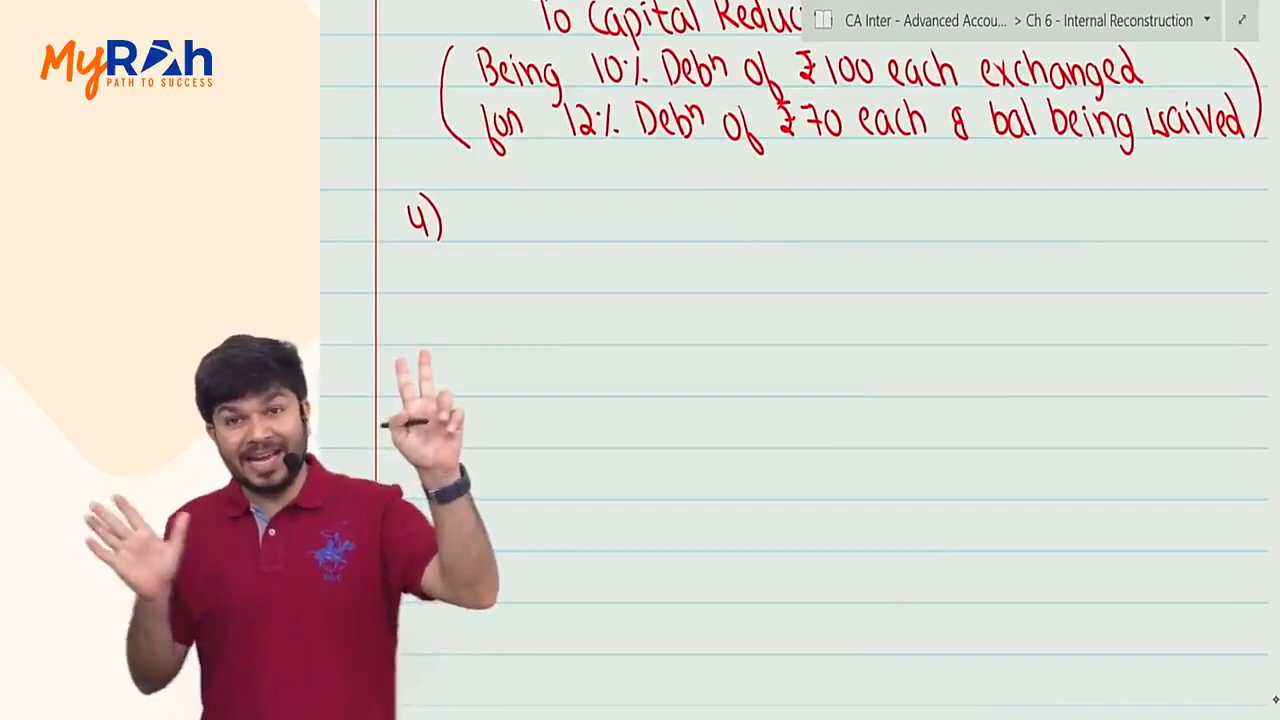 MyRAh
PATH TO SUCCESS
CA Inter - Advanced Accou... > Ch 6 - Internal Reconstruction
To Capital Reduc
(Being 10% Debⁿ of ₹100 each exchanged
for 12% Debⁿ of ₹70 each & bal being waived)
4)